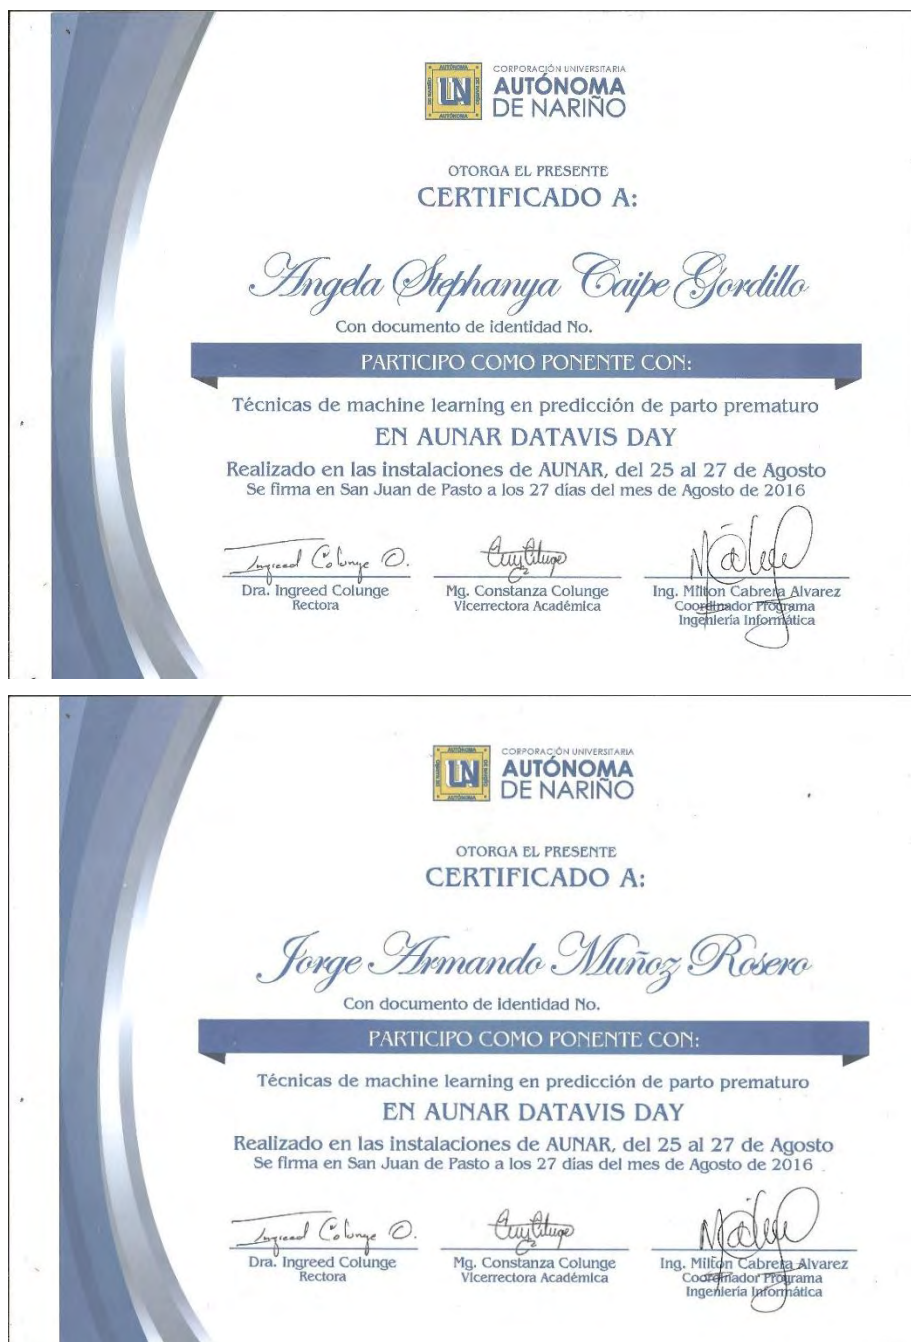 CORPORACIÓN UNIVERSITARIA
AUTÓNOMA
DE NARIÑO
OTORGA EL PRESENTE
CERTIFICADO A:
Angela Stephanya Caipe Gordillo
Con documento de identidad No.
PARTICIPO COMO PONENTE CON:
Técnicas de machine learning en predicción de parto prematuro
EN AUNAR DATAVIS DAY
Realizado en las instalaciones de AUNAR, del 25 al 27 de Agosto
Se firma en San Juan de Pasto a los 27 días del mes de Agosto de 2016
Ingreed Colunge O.
Dra. Ingreed Colunge
Rectora
Mg. Constanza Colunge
Vicerrectora Académica
Ing. Milton Cabrera Alvarez
Coordinador Programa
Ingeniería Informática
CORPORACIÓN UNIVERSITARIA
AUTÓNOMA
DE NARIÑO
OTORGA EL PRESENTE
CERTIFICADO A:
Jorge Armando Muñoz Rosero
Con documento de identidad No.
PARTICIPO COMO PONENTE CON:
Técnicas de machine learning en predicción de parto prematuro
EN AUNAR DATAVIS DAY
Realizado en las instalaciones de AUNAR, del 25 al 27 de Agosto
Se firma en San Juan de Pasto a los 27 días del mes de Agosto de 2016
Ingreed Colunge O.
Dra. Ingreed Colunge
Rectora
Mg. Constanza Colunge
Vicerrectora Académica
Ing. Milton Cabrera Alvarez
Coordinador Programa
Ingeniería Informática